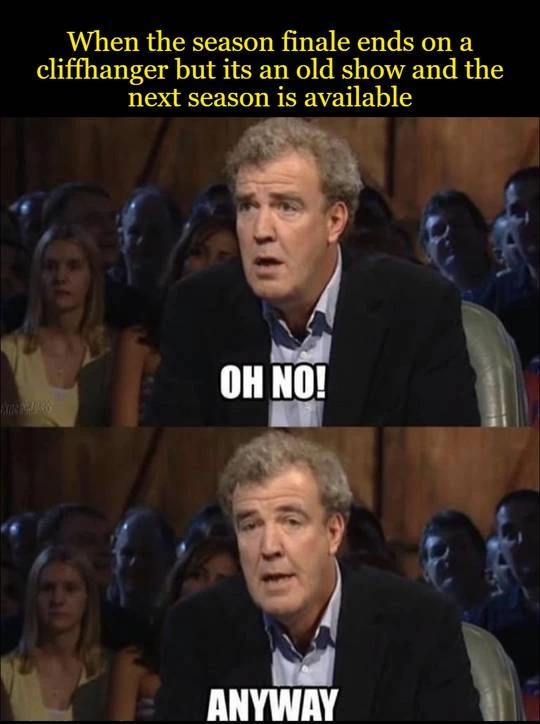 When the season finale ends on a
cliffhanger but its an old show and the
next season is available
OH NO!
ANYWAY